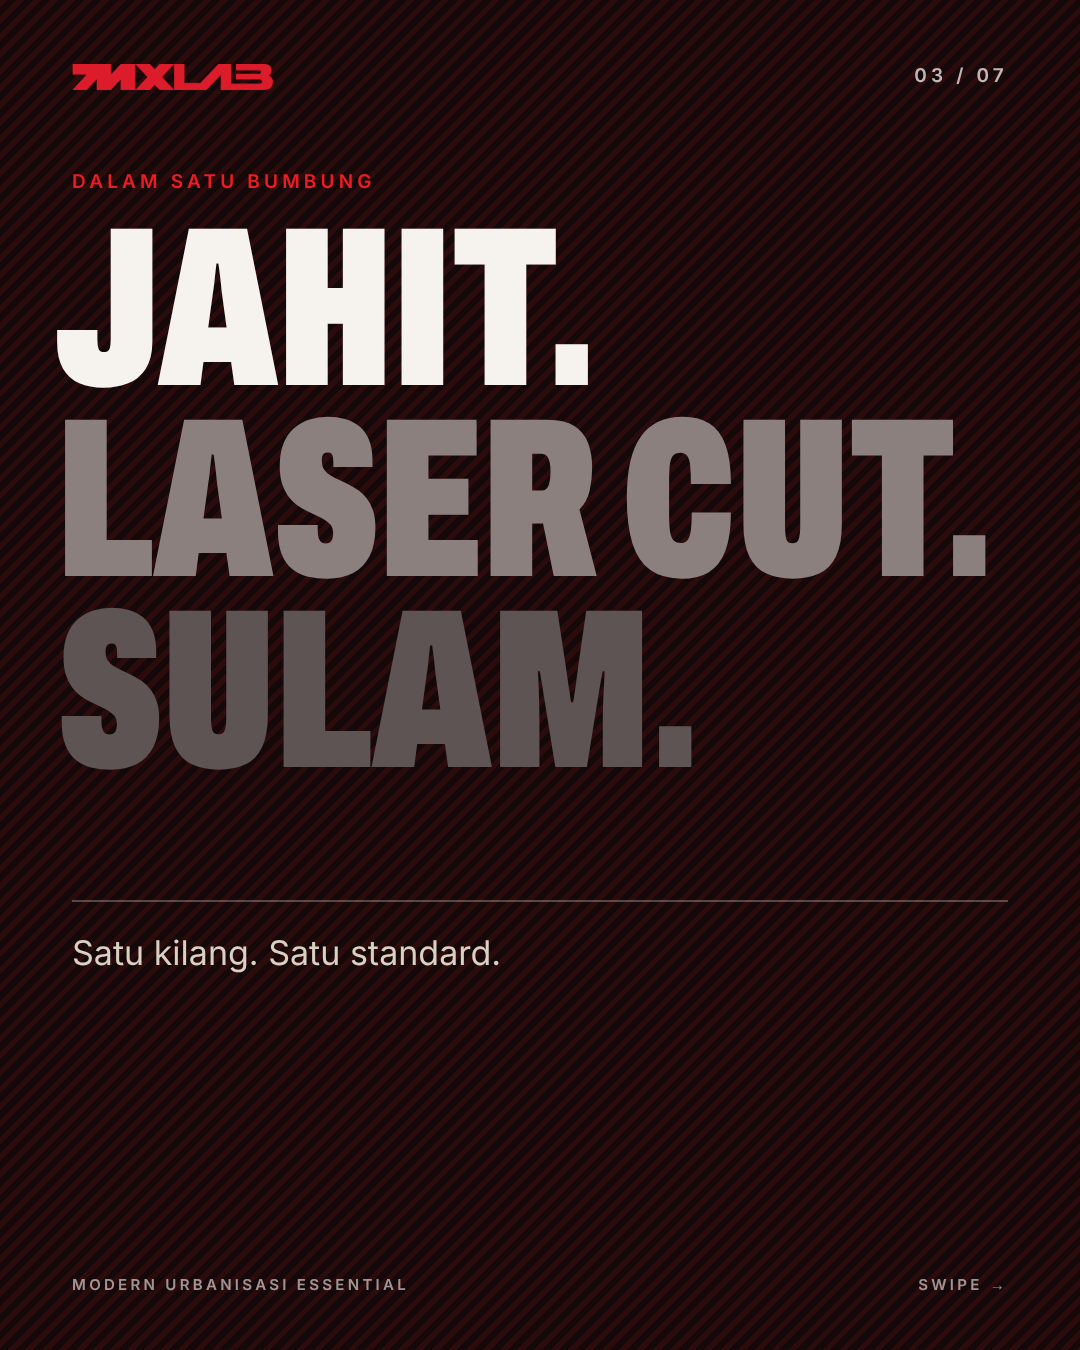 MXLAB
03 / 07
DALAM SATU BUMBUNG
JAHIT.
LASER CUT.
SULAM.
Satu kilang. Satu standard.
MODERN URBANISASI ESSENTIAL
SWIPE →